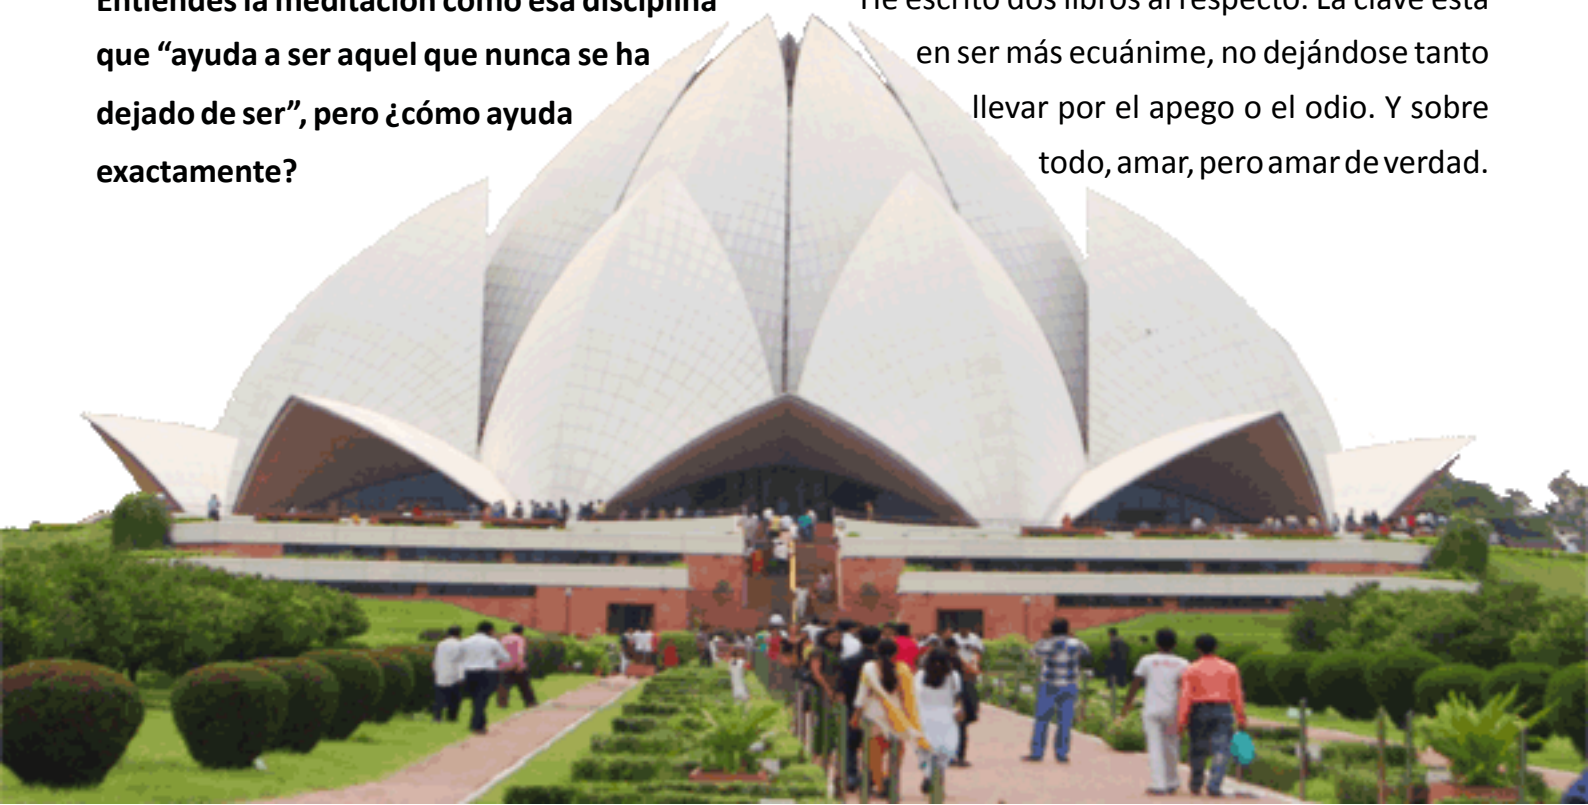 Entiendes la meditación como esa disciplina
que “ayuda a ser aquel que nunca se ha
dejado de ser”, pero ¿cómo ayuda
exactamente?
He escrito dos libros al respecto. La clave está
en ser más ecuánime, no dejándose tanto
llevar por el apego o el odio. Y sobre
todo, amar, pero amar de verdad.